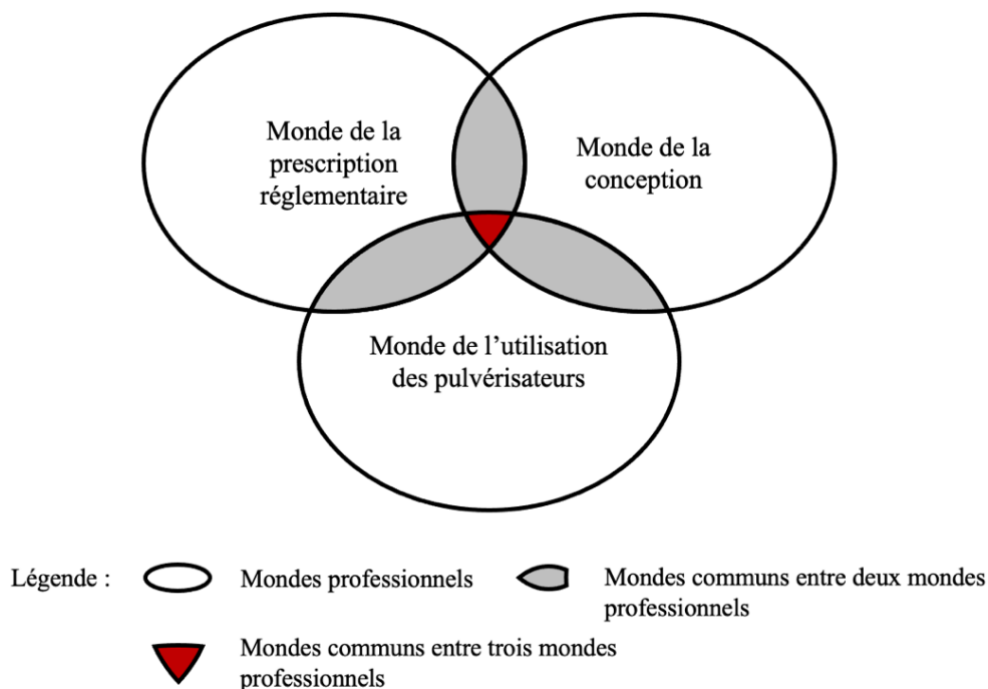 Monde de la
prescription
réglementaire
Monde de la
conception
Monde de l’utilisation
des pulvérisateurs
Légende :
Mondes professionnels
Mondes communs entre deux mondes
professionnels
Mondes communs entre trois mondes
professionnels